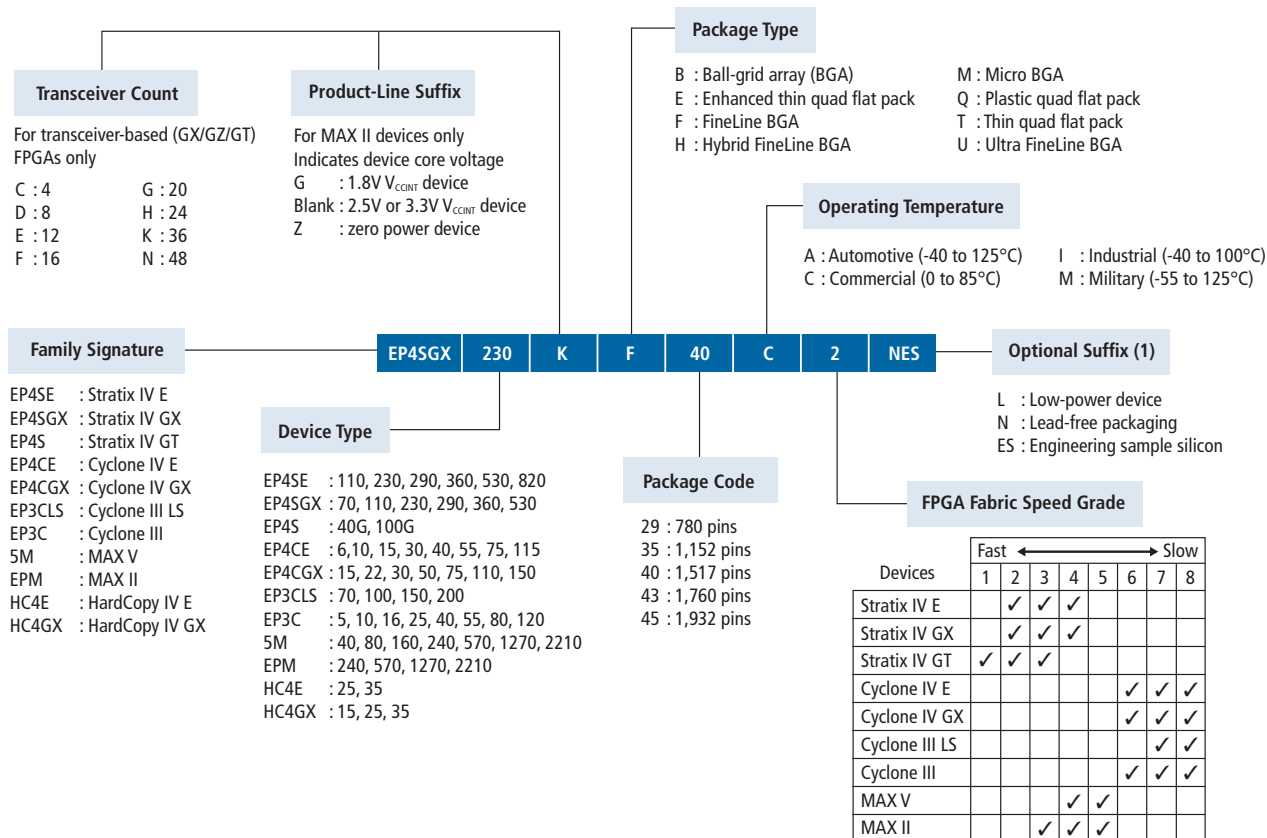 Package Type
B : Ball-grid array (BGA)
E : Enhanced thin quad flat pack
F : FineLine BGA
H : Hybrid FineLine BGA
M : Micro BGA
Q : Plastic quad flat pack
T : Thin quad flat pack
U : Ultra FineLine BGA
Transceiver Count
For transceiver-based (GX/GZ/GT)
FPGAs only
C : 4 G : 20
D : 8 H : 24
E : 12 K : 36
F : 16 N : 48
Product-Line Suffix
For MAX II devices only
Indicates device core voltage
G : 1.8V VCCINT device
Blank : 2.5V or 3.3V VCCINT device
Z : zero power device
Operating Temperature
A : Automotive (-40 to 125°C) I : Industrial (-40 to 100°C)
C : Commercial (0 to 85°C) M : Military (-55 to 125°C)
EP4SGX 230 K F 40 C 2 NES
Family Signature
EP4SE : Stratix IV E
EP4SGX : Stratix IV GX
EP4S : Stratix IV GT
EP4CE : Cyclone IV E
EP4CGX : Cyclone IV GX
EP3CLS : Cyclone III LS
EP3C : Cyclone III
5M : MAX V
EPM : MAX II
HC4E : HardCopy IV E
HC4GX : HardCopy IV GX
Device Type
EP4SE : 110, 230, 290, 360, 530, 820
EP4SGX : 70, 110, 230, 290, 360, 530
EP4S : 40G, 100G
EP4CE : 6,10, 15, 30, 40, 55, 75, 115
EP4CGX : 15, 22, 30, 50, 75, 110, 150
EP3CLS : 70, 100, 150, 200
EP3C : 5, 10, 16, 25, 40, 55, 80, 120
5M : 40, 80, 160, 240, 570, 1270, 2210
EPM : 240, 570, 1270, 2210
HC4E : 25, 35
HC4GX : 15, 25, 35
Package Code
29 : 780 pins
35 : 1,152 pins
40 : 1,517 pins
43 : 1,760 pins
45 : 1,932 pins
Optional Suffix (1)
L : Low-power device
N : Lead-free packaging
ES : Engineering sample silicon
FPGA Fabric Speed Grade
Fast Slow
Devices 1 2 3 4 5 6 7 8
Stratix IV E ✓ ✓ ✓
Stratix IV GX ✓ ✓ ✓
Stratix IV GT ✓ ✓ ✓
Cyclone IV E ✓ ✓ ✓
Cyclone IV GX ✓ ✓ ✓
Cyclone III LS ✓ ✓
Cyclone III ✓ ✓ ✓
MAX V ✓ ✓
MAX II ✓ ✓ ✓